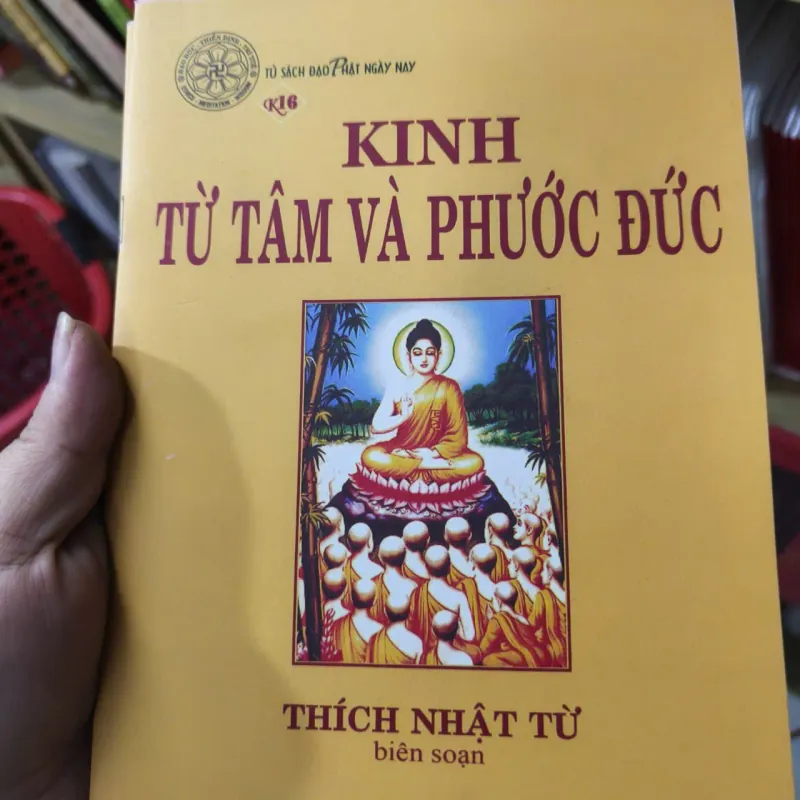 TỦ SÁCH ĐẠO PHẬT NGÀY NAY
K16
KINH
TỪ TÂM VÀ PHƯỚC ĐỨC
THÍCH NHẬT TỪ
biên soạn